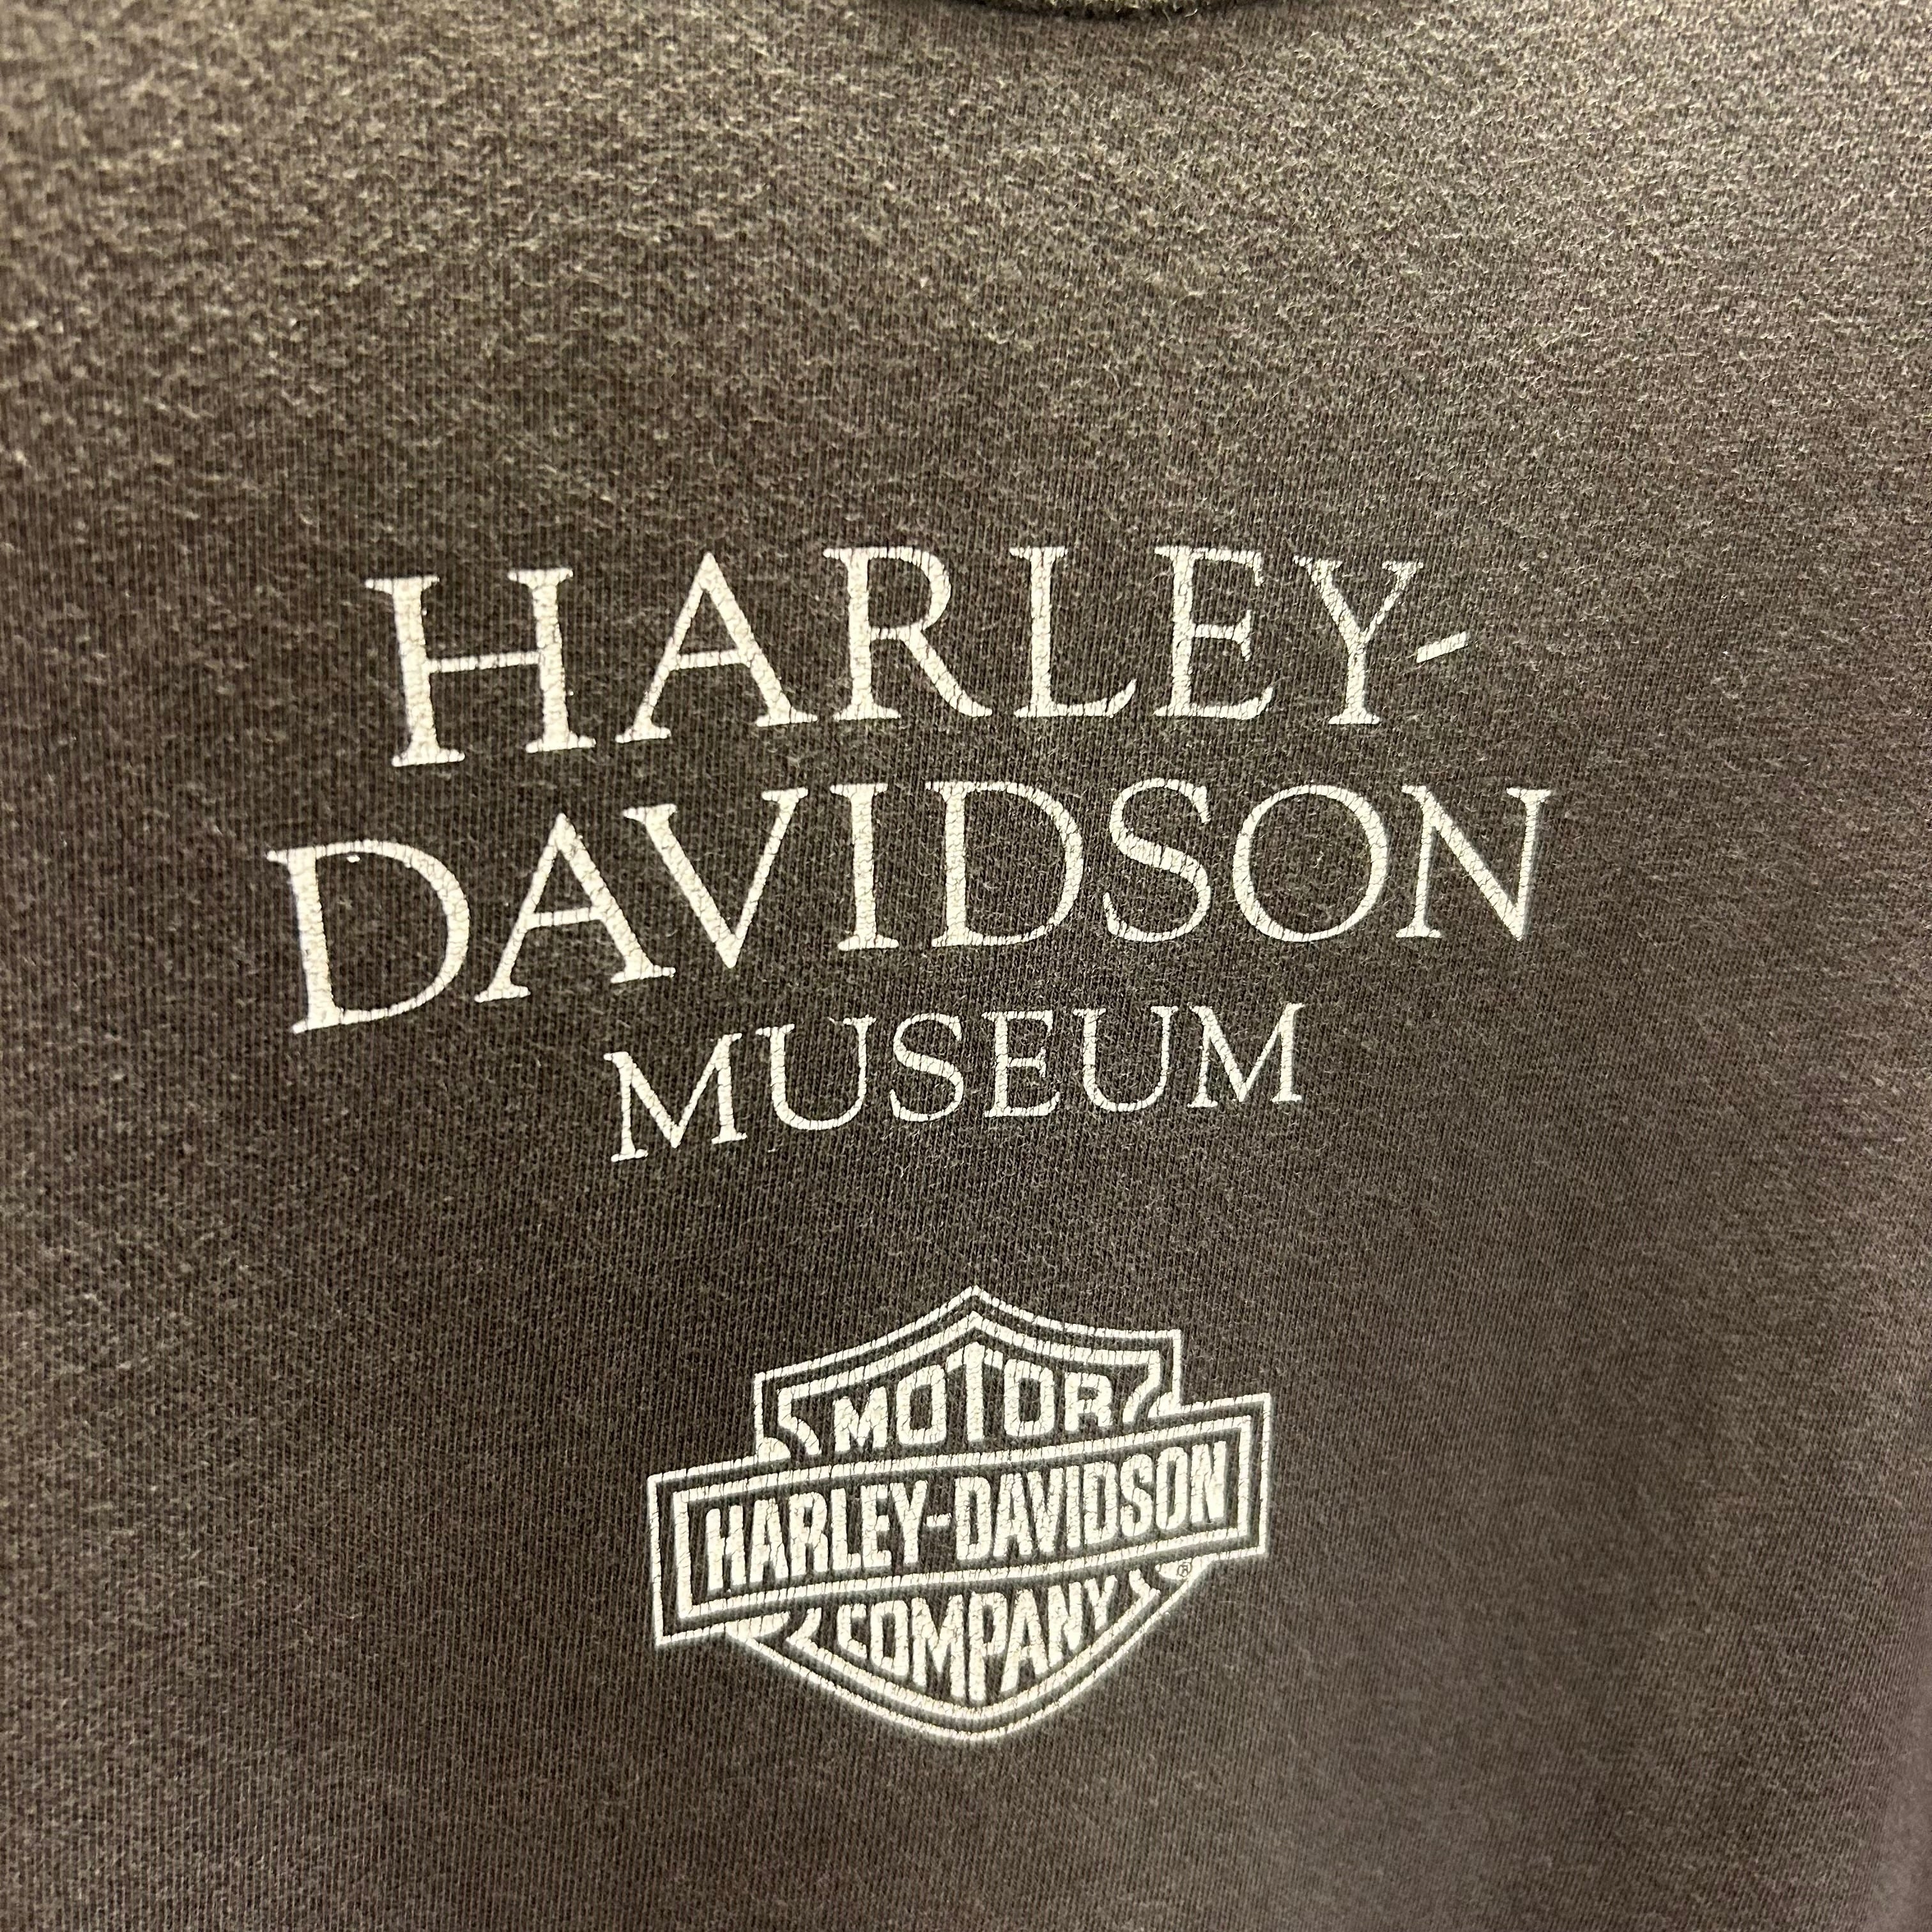 HARLEY-
DAVIDSON
MUSEUM
MOTOR
HARLEY-DAVIDSON
COMPANY
®